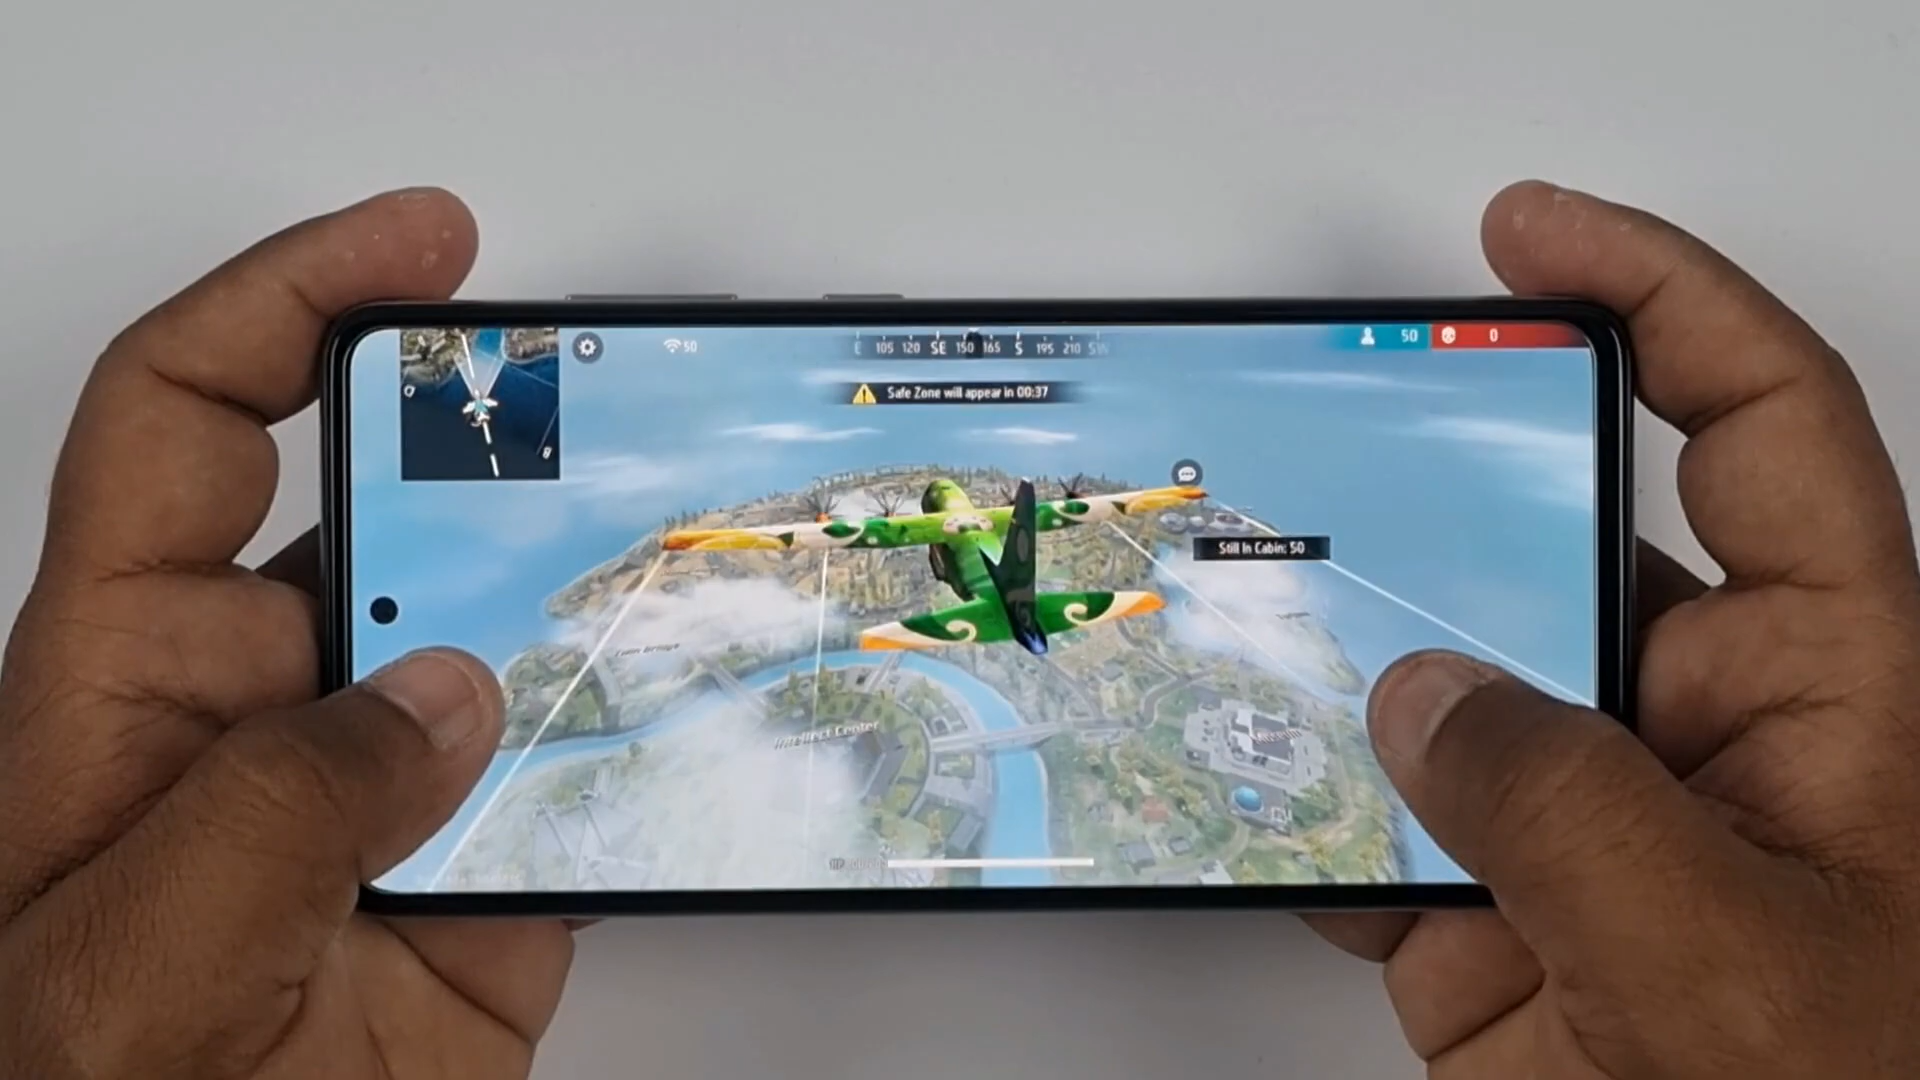 50
E 105 120 SE 150 165 S 195 210 SW
50
0
Safe Zone will appear in 00:37
Still In Cabin: 50
Intellect Center
Museum